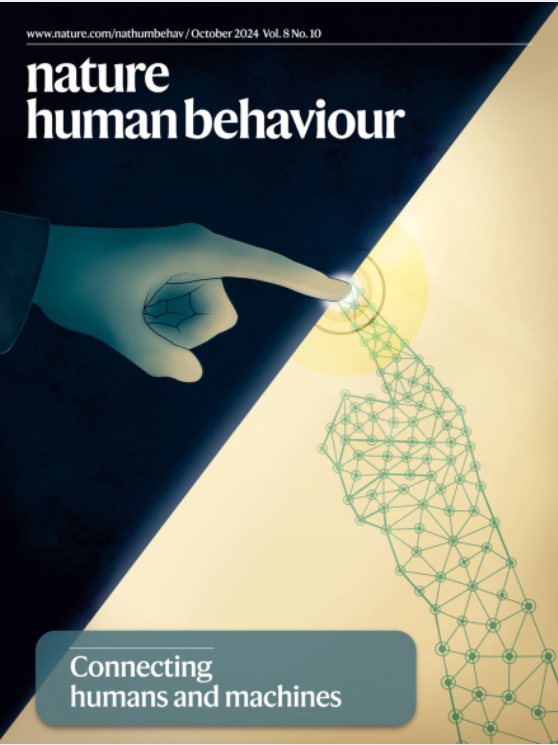 www.nature.com/nathumbehav / October 2024 Vol. 8 No. 10
nature
human behaviour
Connecting
humans and machines